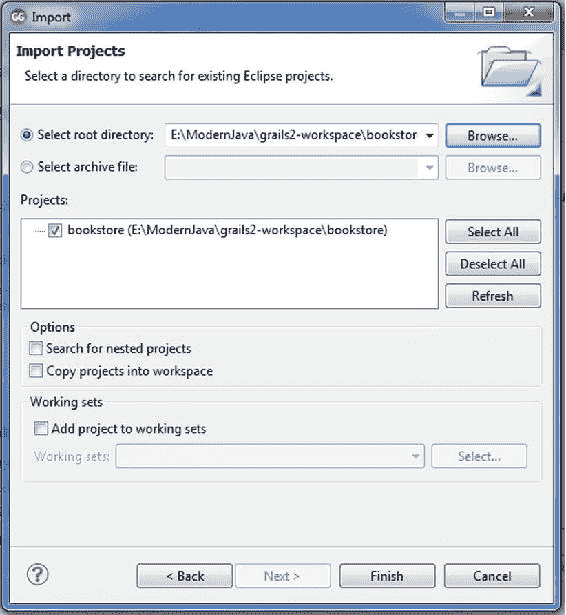 Import
Import Projects
Select a directory to search for existing Eclipse projects.
Select root directory: E:\ModernJava\grails2-workspace\bookstor Browse...
Select archive file: Browse...
Projects:
bookstore (E:\ModernJava\grails2-workspace\bookstore)
Select All
Deselect All
Refresh
Options
Search for nested projects
Copy projects into workspace
Working sets
Add project to working sets
Working sets: Select...
? < Back Next > Finish Cancel